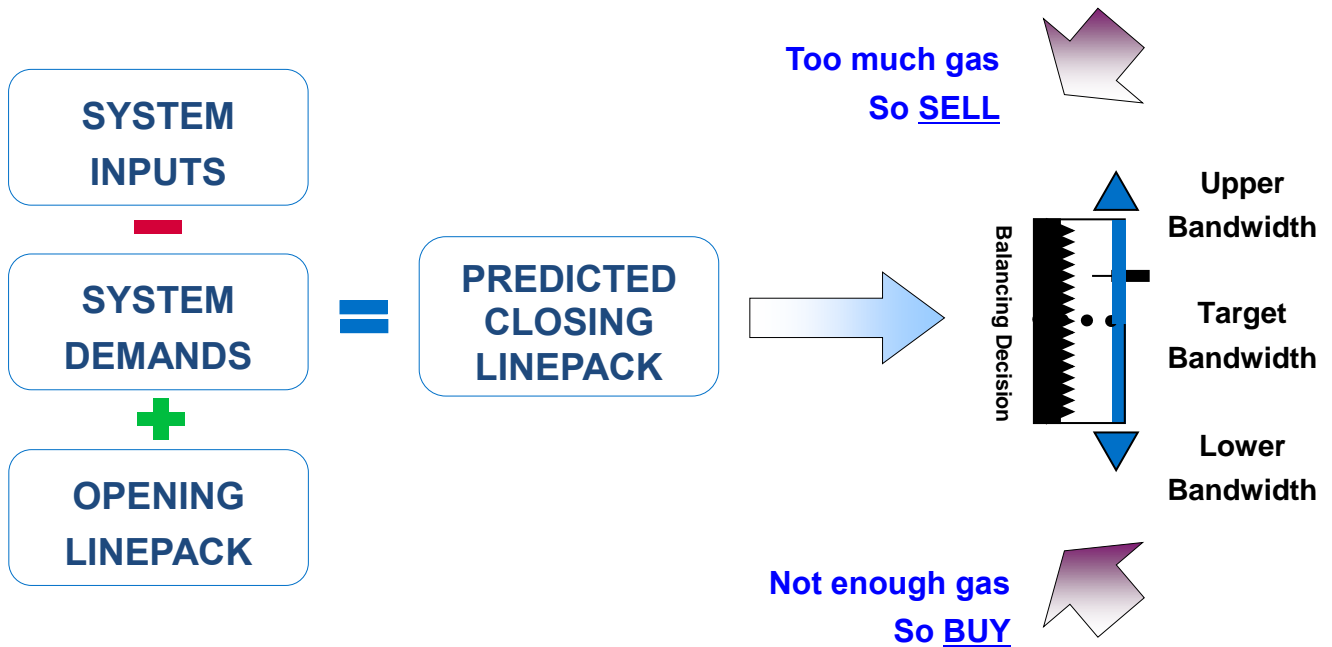 SYSTEM
INPUTS
SYSTEM
DEMANDS
OPENING
LINEPACK
PREDICTED
CLOSING
LINEPACK
Too much gas
So SELL
Balancing Decision
Upper
Bandwidth
Target
Bandwidth
Lower
Bandwidth
Not enough gas
So BUY